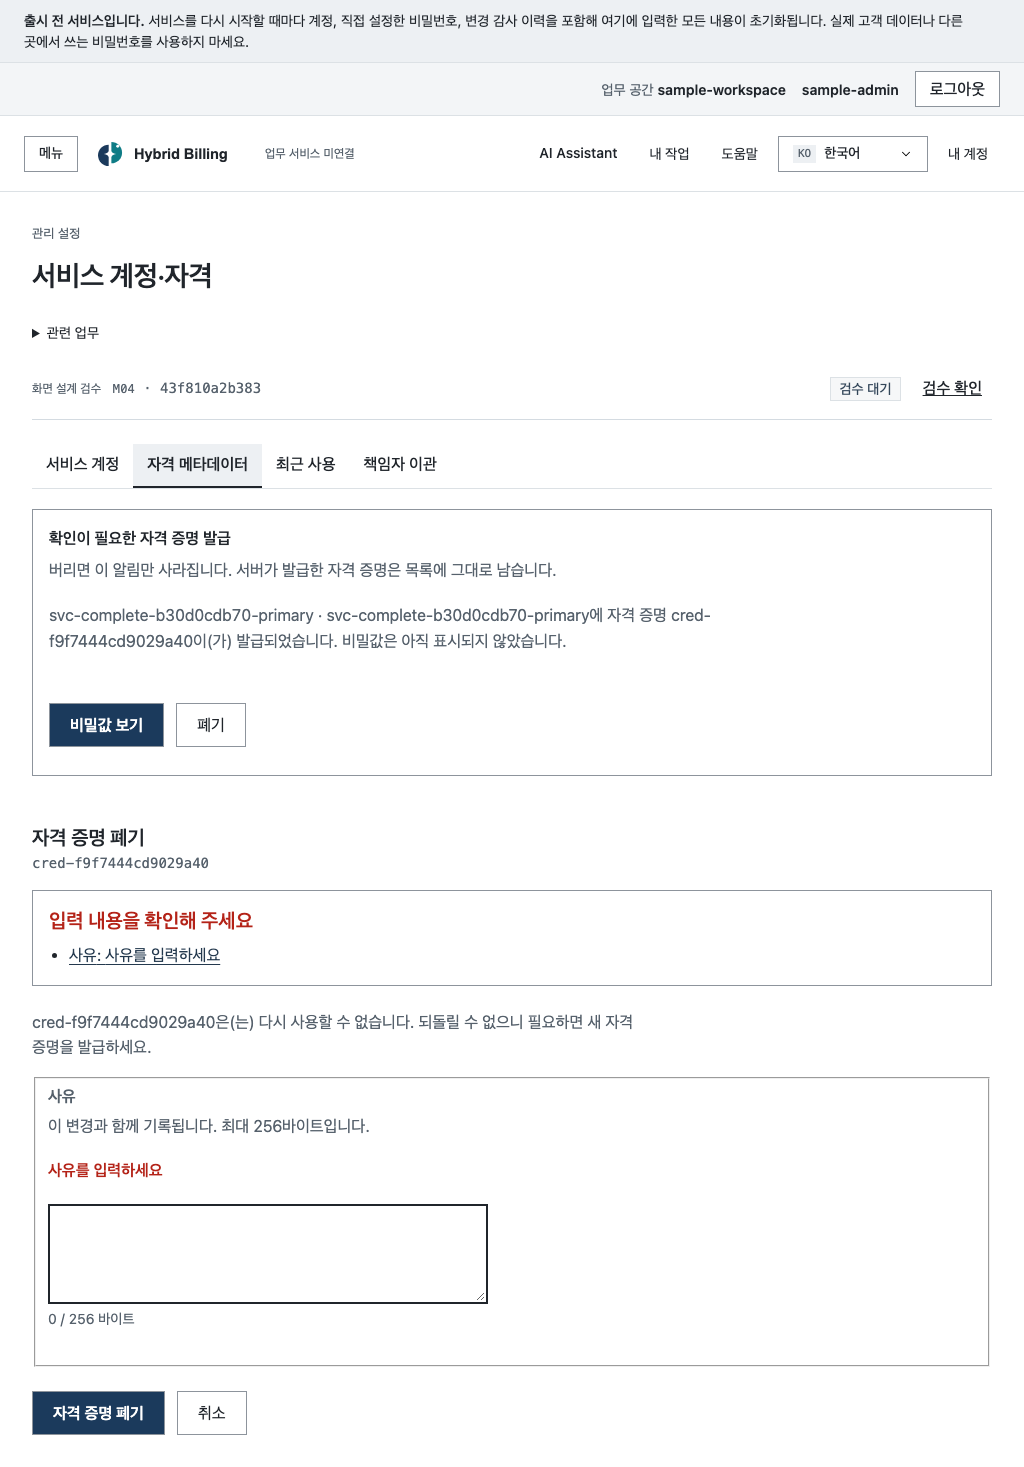 출시 전 서비스입니다. 서비스를 다시 시작할 때마다 계정, 직접 설정한 비밀번호, 변경 감사 이력을 포함해 여기에 입력한 모든 내용이 초기화됩니다. 실제 고객 데이터나 다른
곳에서 쓰는 비밀번호를 사용하지 마세요.
업무 공간 sample-workspace sample-admin 로그아웃
메뉴 Hybrid Billing 업무 서비스 미연결 AI Assistant 내 작업 도움말 KO 한국어 내 계정
관리 설정
서비스 계정·자격
관련 업무
화면 설계 검수 M04 · 43f810a2b383 검수 대기 검수 확인
서비스 계정 자격 메타데이터 최근 사용 책임자 이관
확인이 필요한 자격 증명 발급
버리면 이 알림만 사라집니다. 서버가 발급한 자격 증명은 목록에 그대로 남습니다.
svc-complete-b30d0cdb70-primary · svc-complete-b30d0cdb70-primary에 자격 증명 cred-
f9f7444cd9029a40이(가) 발급되었습니다. 비밀값은 아직 표시되지 않았습니다.
비밀값 보기 폐기
자격 증명 폐기
cred-f9f7444cd9029a40
입력 내용을 확인해 주세요
• 사유: 사유를 입력하세요
cred-f9f7444cd9029a40은(는) 다시 사용할 수 없습니다. 되돌릴 수 없으니 필요하면 새 자격
증명을 발급하세요.
사유
이 변경과 함께 기록됩니다. 최대 256바이트입니다.
사유를 입력하세요
0 / 256 바이트
자격 증명 폐기 취소